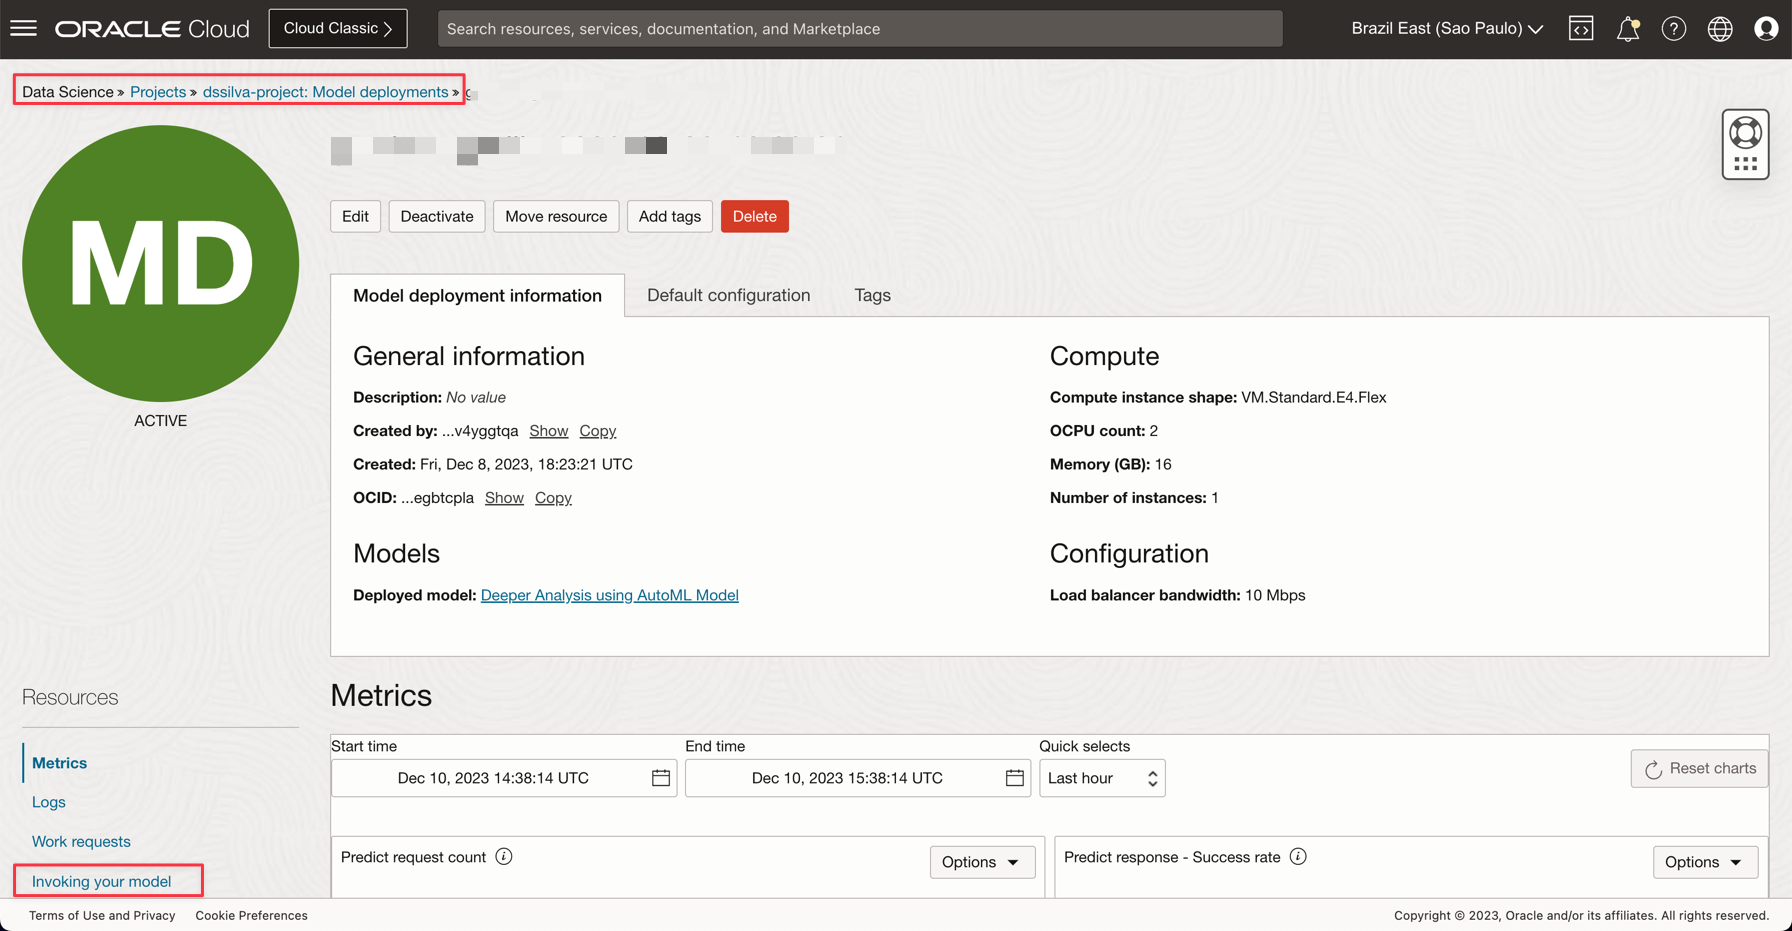 ORACLE Cloud
Cloud Classic
Search resources, services, documentation, and Marketplace
Brazil East (Sao Paulo)
Data Science » Projects » dssilva-project: Model deployments »
MD
ACTIVE
Edit
Deactivate
Move resource
Add tags
Delete
Model deployment information
Default configuration
Tags
General information
Description: No value
Created by: ...v4yggtqa Show Copy
Created: Fri, Dec 8, 2023, 18:23:21 UTC
OCID: ...egbtcpla Show Copy
Models
Deployed model: Deeper Analysis using AutoML Model
Compute
Compute instance shape: VM.Standard.E4.Flex
OCPU count: 2
Memory (GB): 16
Number of instances: 1
Configuration
Load balancer bandwidth: 10 Mbps
Resources
Metrics
Logs
Work requests
Invoking your model
Metrics
Start time
Dec 10, 2023 14:38:14 UTC
End time
Dec 10, 2023 15:38:14 UTC
Quick selects
Last hour
Reset charts
Predict request count
Options
Predict response - Success rate
Options
Terms of Use and Privacy
Cookie Preferences
Copyright © 2023, Oracle and/or its affiliates. All rights reserved.